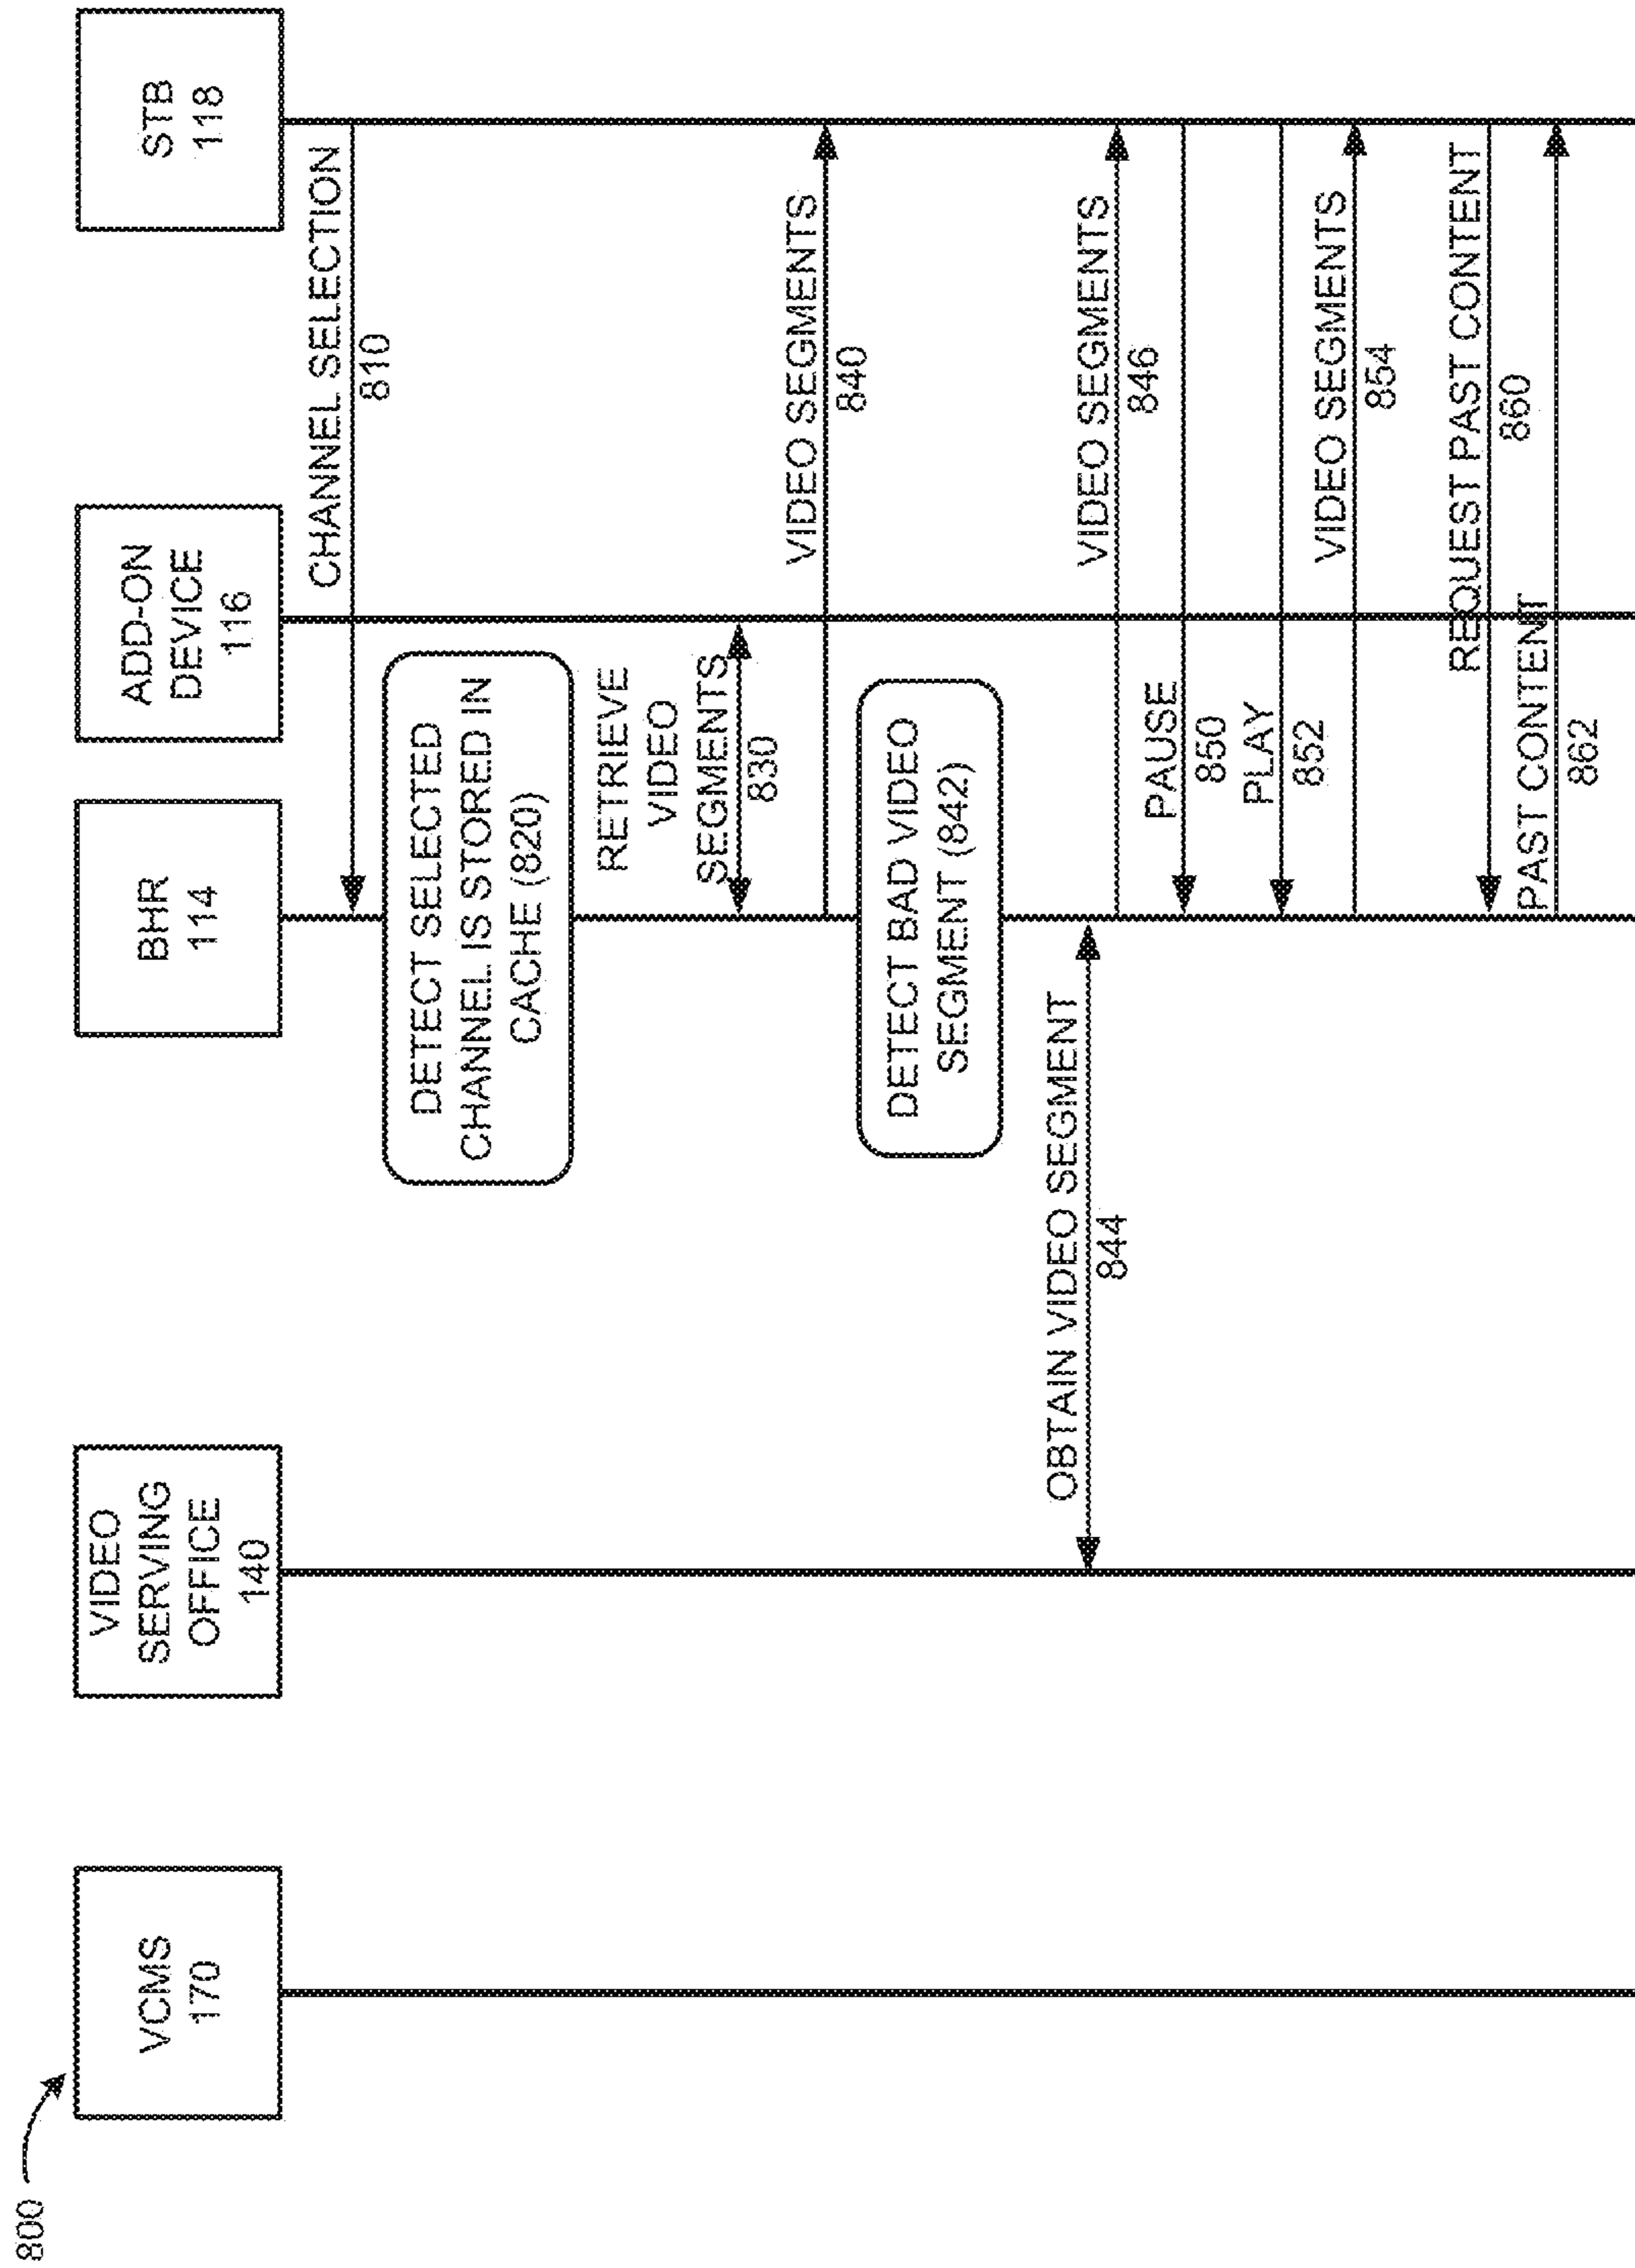 800
VCMS
170
VIDEO
SERVING
OFFICE
140
BHR
114
ADD-ON
DEVICE
116
STB
118
CHANNEL SELECTION
810
DETECT SELECTED
CHANNEL IS STORED IN
CACHE (820)
RETRIEVE
VIDEO
SEGMENTS
830
VIDEO SEGMENTS
840
DETECT BAD VIDEO
SEGMENT (842)
OBTAIN VIDEO SEGMENT
844
VIDEO SEGMENTS
846
PAUSE
850
PLAY
852
VIDEO SEGMENTS
854
REQUEST PAST CONTENT
860
PAST CONTENT
862